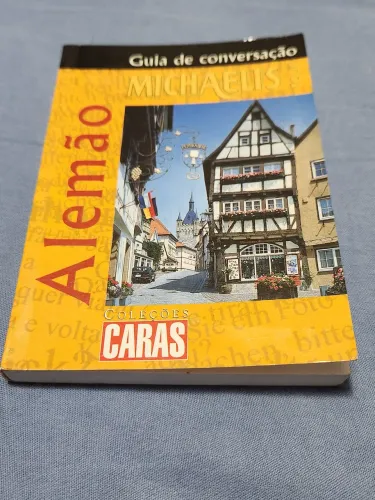 Guia de conversação
MICHAELIS
Alemão
COLEÇÕES
CARAS